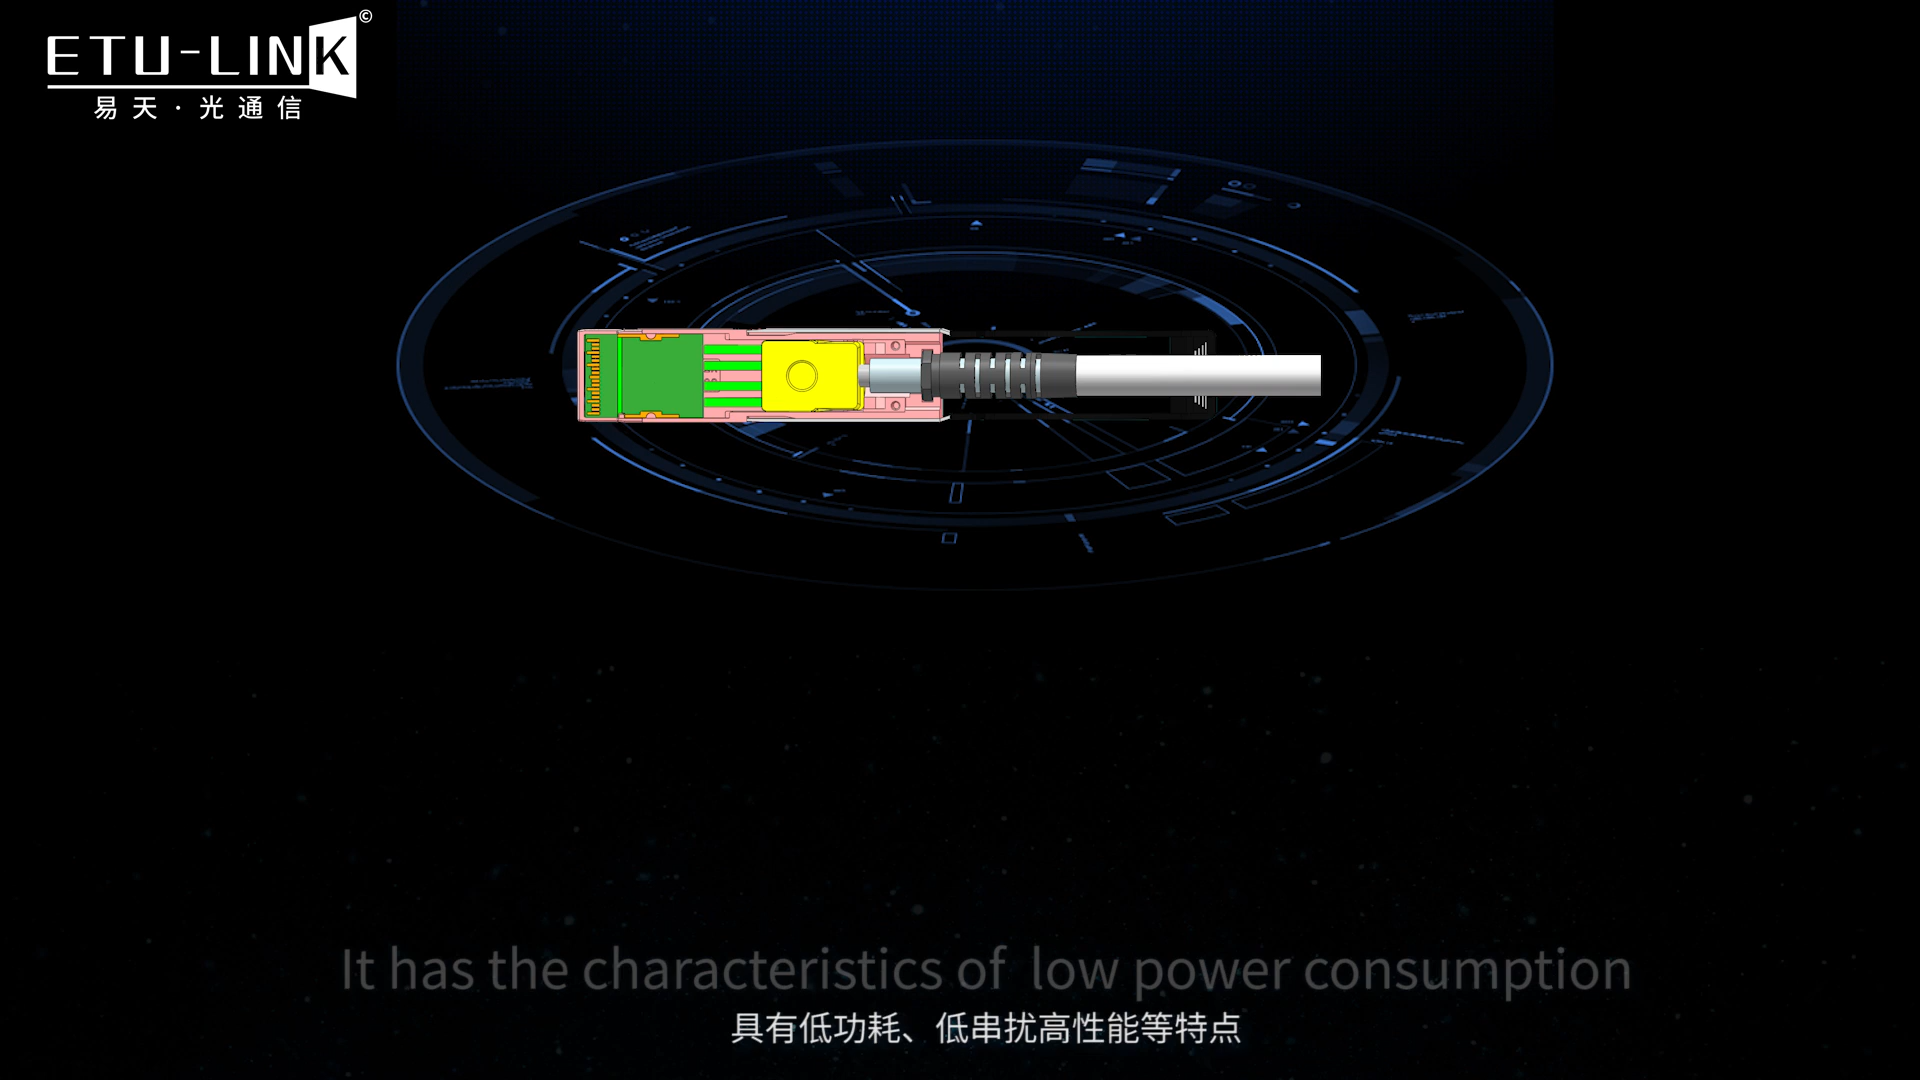 ETU-LINK©
易天·光通信
It has the characteristics of low power consumption
具有低功耗、低串扰高性能等特点